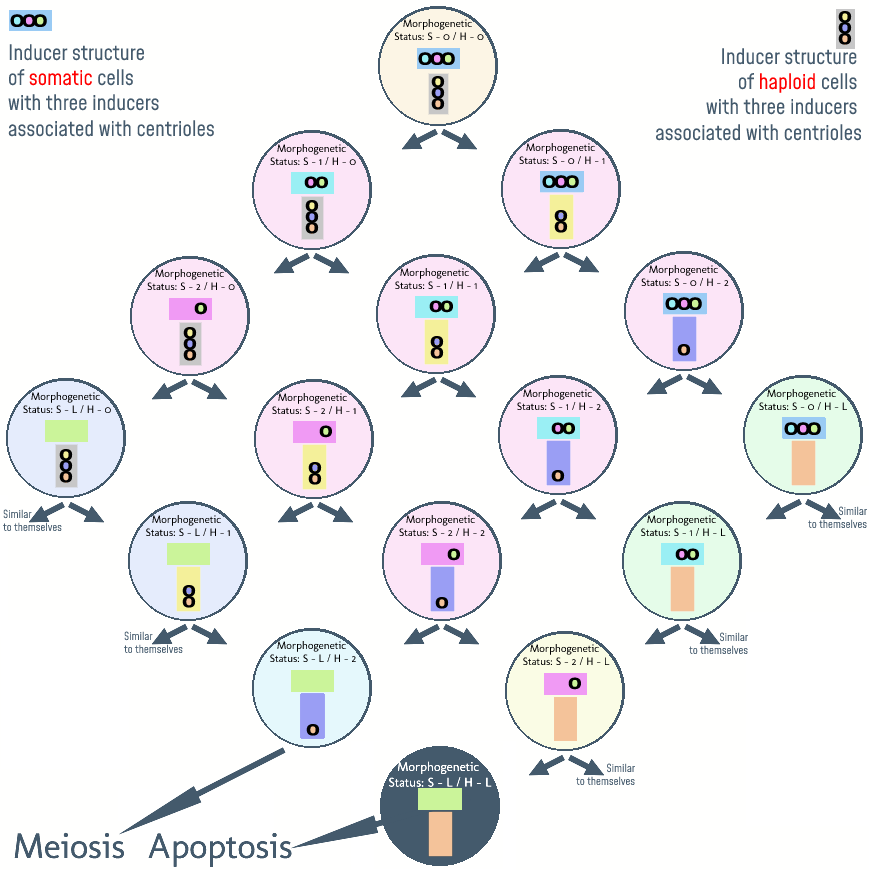 Inducer structure
of somatic cells
with three inducers
associated with centrioles
Inducer structure
of haploid cells
with three inducers
associated with centrioles
Morphogenetic
Status: S - 0 / H - 0
Morphogenetic
Status: S - 1 / H - 0
Morphogenetic
Status: S - 0 / H - 1
Morphogenetic
Status: S - 2 / H - 0
Morphogenetic
Status: S - 1 / H - 1
Morphogenetic
Status: S - 0 / H - 2
Morphogenetic
Status: S - L / H - 0
Morphogenetic
Status: S - 2 / H - 1
Morphogenetic
Status: S - 1 / H - 2
Morphogenetic
Status: S - 0 / H - L
Similar
to themselves
Similar
to themselves
Morphogenetic
Status: S - L / H - 1
Morphogenetic
Status: S - 2 / H - 2
Morphogenetic
Status: S - 1 / H - L
Similar
to themselves
Similar
to themselves
Morphogenetic
Status: S - L / H - 2
Morphogenetic
Status: S - 2 / H - L
Similar
to themselves
Morphogenetic
Status: S - L / H - L
Meiosis
Apoptosis